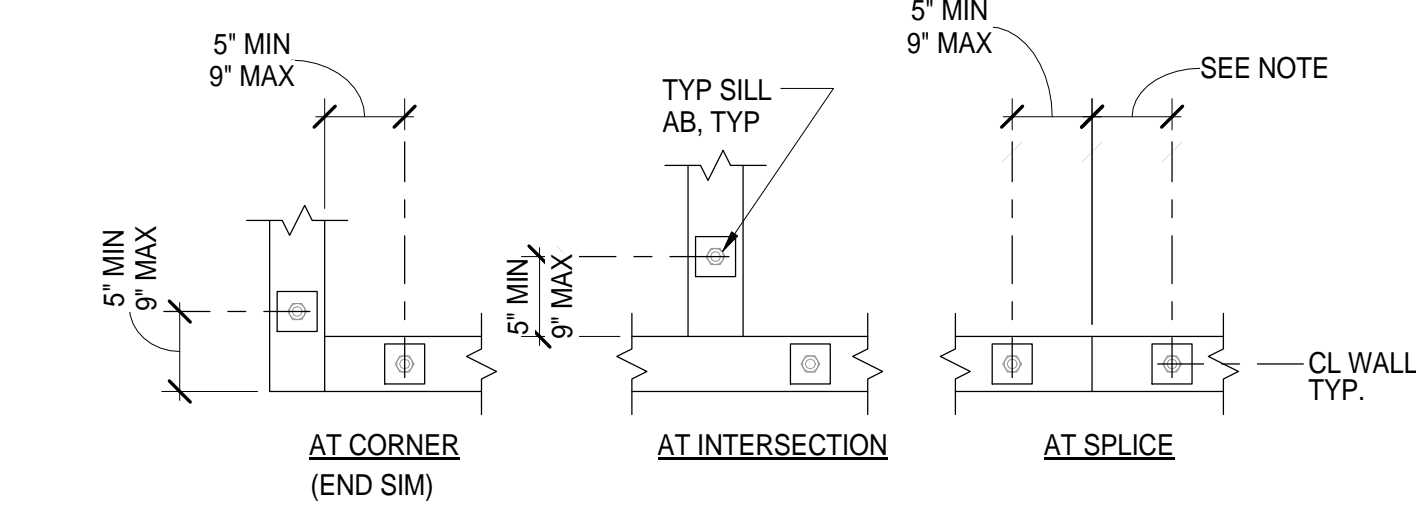 5" MIN
9" MAX
5" MIN
9" MAX
AT CORNER
(END SIM)
TYP SILL
AB, TYP
5" MIN
9" MAX
AT INTERSECTION
5" MIN
9" MAX
SEE NOTE
CL WALL
TYP.
AT SPLICE